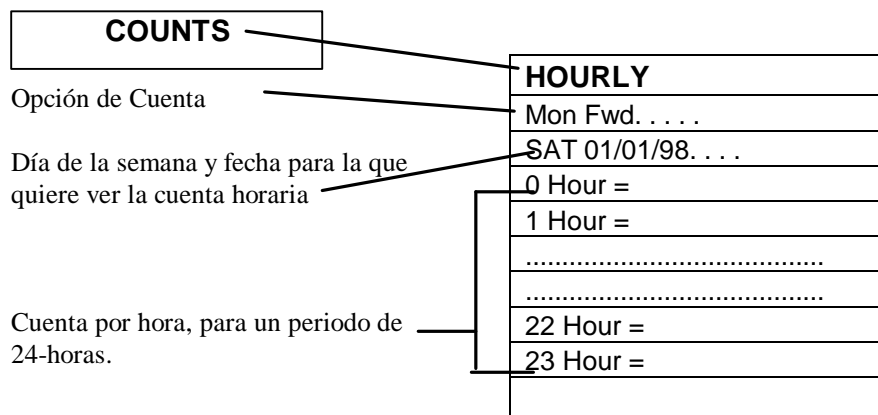 COUNTS
Opción de Cuenta
Día de la semana y fecha para la que
quiere ver la cuenta horaria
Cuenta por hora, para un periodo de
24-horas.
HOURLY
Mon Fwd. . . . .
SAT 01/01/98. . . .
0 Hour =
1 Hour =
.........................................
.........................................
22 Hour =
23 Hour =